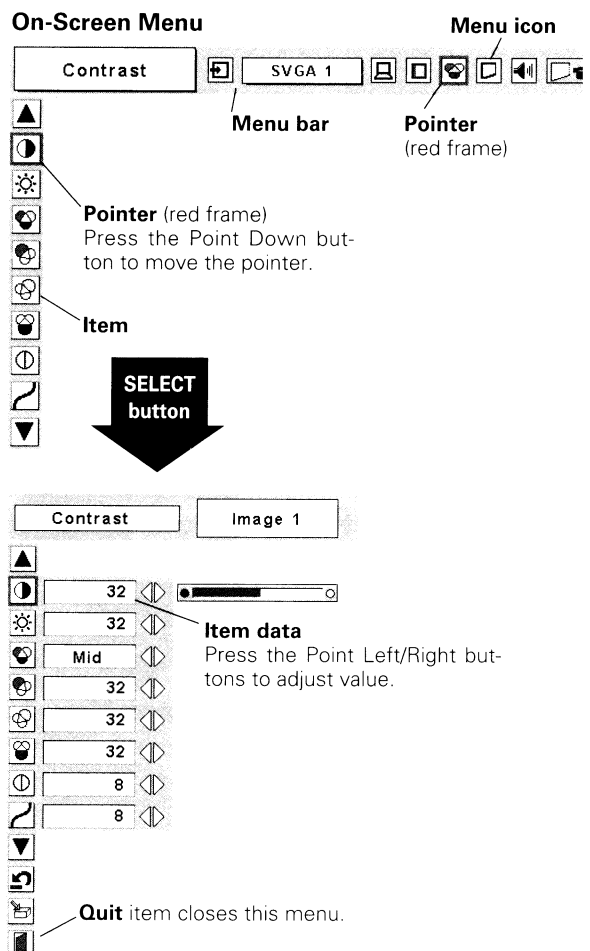 On-Screen Menu
Menu icon
Contrast
SVGA 1
Menu bar
Pointer
(red frame)
Pointer (red frame)
Press the Point Down but-
ton to move the pointer.
Item
SELECT
button
Contrast
Image 1
32
32
Item data
Mid
Press the Point Left/Right but-
tons to adjust value.
32
32
32
8
8
Quit item closes this menu.